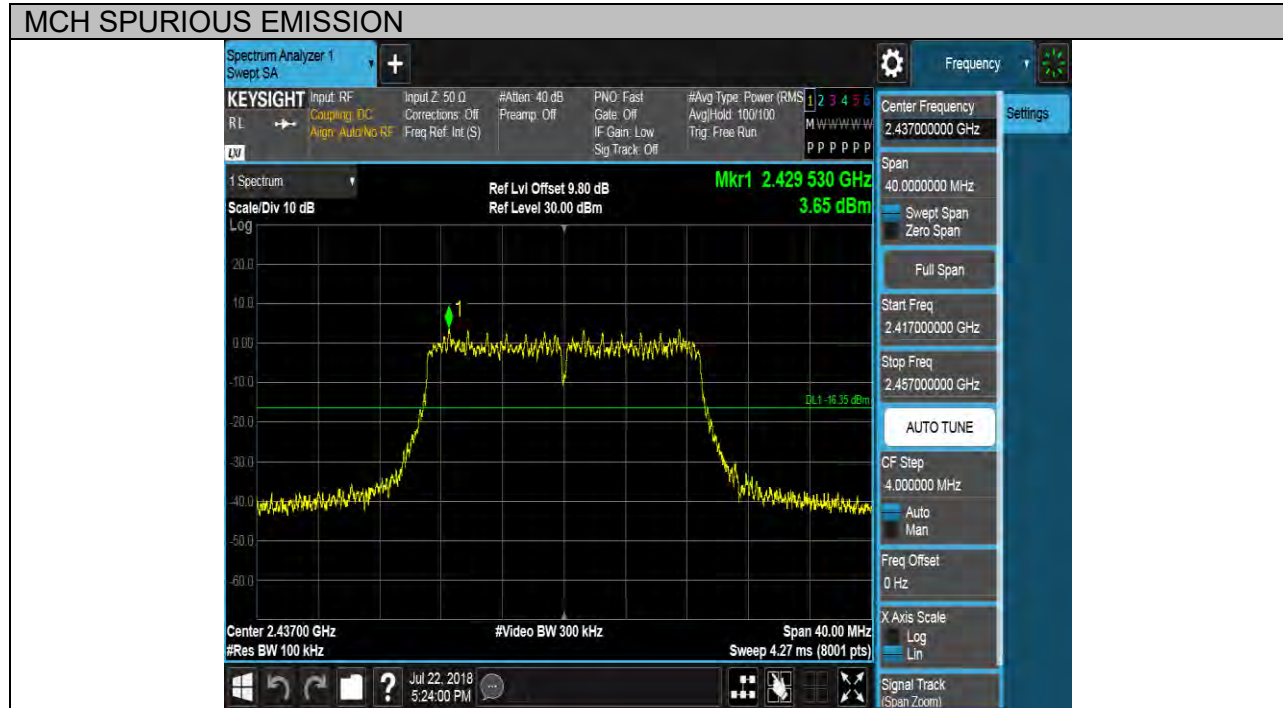 MCH SPURIOUS EMISSION
Spectrum Analyzer 1
Swept SA
+
Frequency
KEYSIGHT
RL
LXI
Input: RF
Coupling: DC
Align: Auto/No RF
Input Z: 50 Ω
Corrections: Off
Freq Ref: Int (S)
#Atten: 40 dB
Preamp: Off
PNO: Fast
Gate: Off
IF Gain: Low
Sig Track: Off
#Avg Type: Power (RMS
Avg|Hold: 100/100
Trig: Free Run
1 2 3 4 5 6
M W W W W W
P P P P P P
1 Spectrum
Scale/Div 10 dB
Log
Ref Lvl Offset 9.80 dB
Ref Level 30.00 dBm
Mkr1 2.429 530 GHz
3.65 dBm
20.0
10.0
0.00
-10.0
-20.0
-30.0
-40.0
-50.0
-60.0
1
DL1 -16.35 dBm
Center 2.43700 GHz
#Res BW 100 kHz
#Video BW 300 kHz
Span 40.00 MHz
Sweep 4.27 ms (8001 pts)
?
Jul 22, 2018
5:24:00 PM
Center Frequency
2.437000000 GHz
Settings
Span
40.0000000 MHz
Swept Span
Zero Span
Full Span
Start Freq
2.417000000 GHz
Stop Freq
2.457000000 GHz
AUTO TUNE
CF Step
4.000000 MHz
Auto
Man
Freq Offset
0 Hz
X Axis Scale
Log
Lin
Signal Track
(Span Zoom)